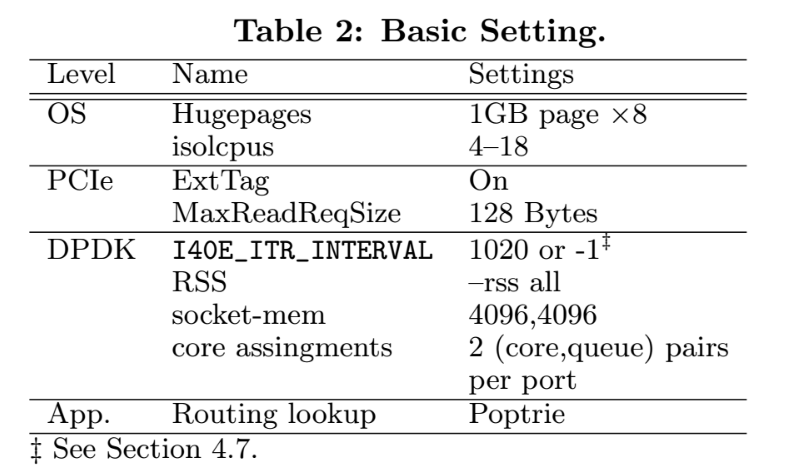 Table 2: Basic Setting.
Level Name Settings
OS Hugepages 1GB page ×8
isolcpus 4–18
PCIe ExtTag On
MaxReadReqSize 128 Bytes
DPDK I40E_ITR_INTERVAL 1020 or -1‡
RSS –rss all
socket-mem 4096,4096
core assingments 2 (core,queue) pairs
per port
App. Routing lookup Poptrie
‡ See Section 4.7.